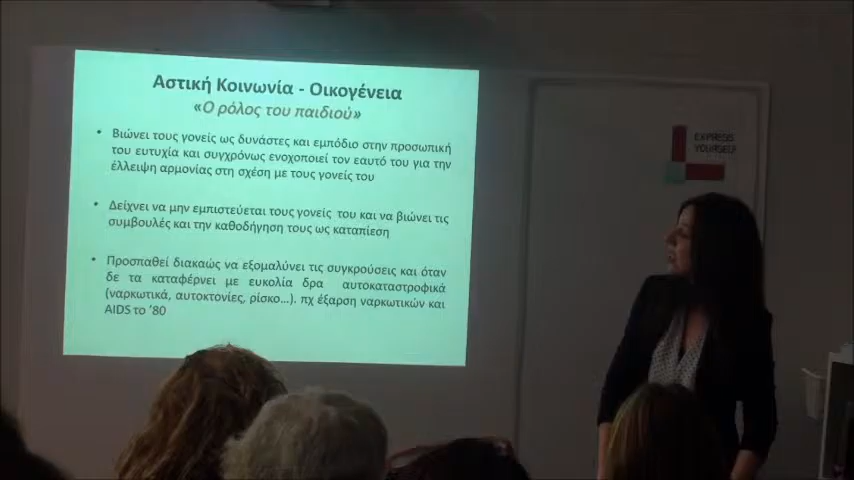 Αστική Κοινωνία - Οικογένεια
«Ο ρόλος του παιδιού»
• Βιώνει τους γονείς ως δυνάστες και εμπόδιο στην προσωπική
του ευτυχία και συγχρόνως ενοχοποιεί τον εαυτό του για την
έλλειψη αρμονίας στη σχέση με τους γονείς του
• Δείχνει να μην εμπιστεύεται τους γονείς του και να βιώνει τις
συμβουλές και την καθοδήγηση τους ως καταπίεση
• Προσπαθεί διακαώς να εξομαλύνει τις συγκρούσεις και όταν
δε τα καταφέρνει με ευκολία δρα αυτοκαταστροφικά
(ναρκωτικά, αυτοκτονίες, ρίσκο...). πχ έξαρση ναρκωτικών και
AIDS το '80
EXPRESS
YOURSELF